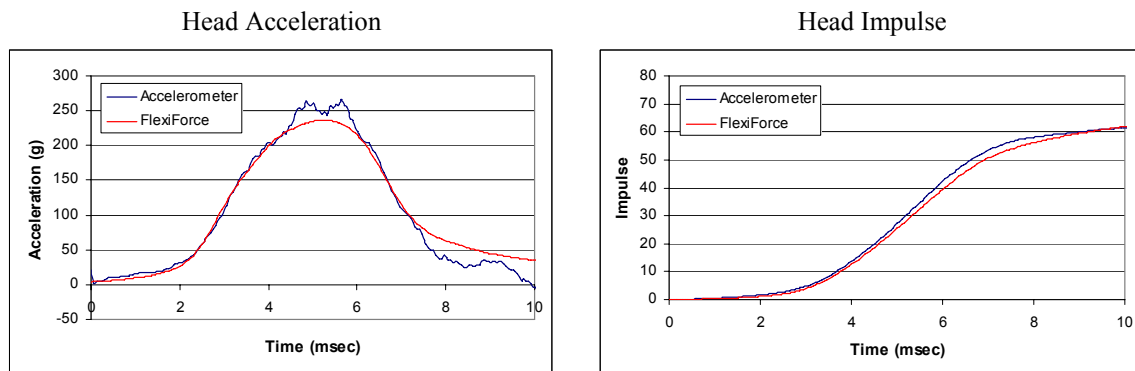 Head Acceleration
Head Impulse
300
250
200
150
100
50
0
-50
Acceleration (g)
Accelerometer
FlexiForce
0 2 4 6 8 10
Time (msec)
80
70
60
50
40
30
20
10
0
Impulse
Accelerometer
FlexiForce
0 2 4 6 8 10
Time (msec)